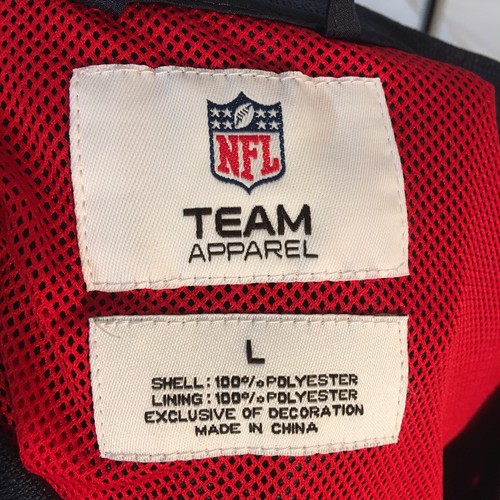 NFL
TEAM
APPAREL
L
SHELL: 100% POLYESTER
LINING: 100% POLYESTER
EXCLUSIVE OF DECORATION
MADE IN CHINA